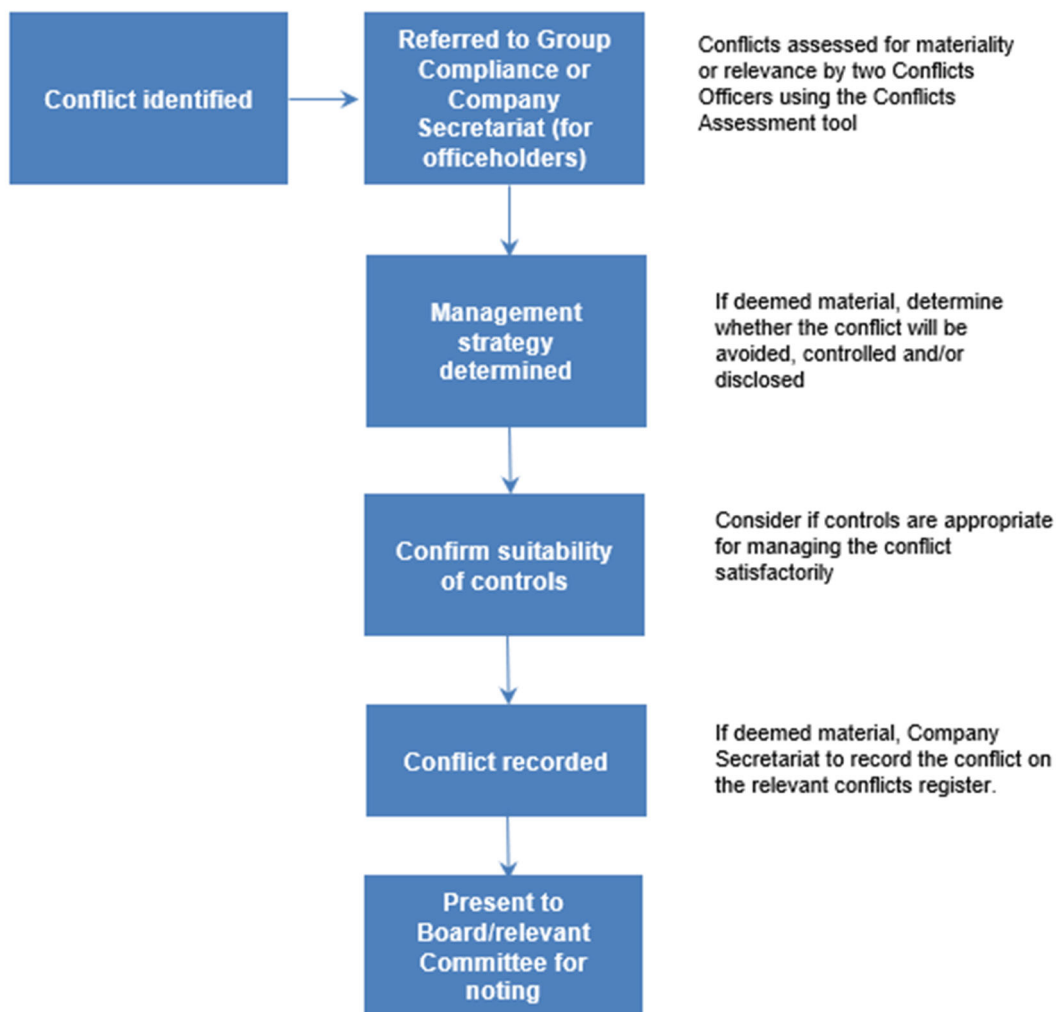 Conflict identified
Referred to Group
Compliance or
Company
Secretariat (for
officeholders)
Conflicts assessed for materiality
or relevance by two Conflicts
Officers using the Conflicts
Assessment tool
Management
strategy
determined
If deemed material, determine
whether the conflict will be
avoided, controlled and/or
disclosed
Confirm suitability
of controls
Consider if controls are appropriate
for managing the conflict
satisfactorily
Conflict recorded
If deemed material, Company
Secretariat to record the conflict on
the relevant conflicts register.
Present to
Board/relevant
Committee for
noting